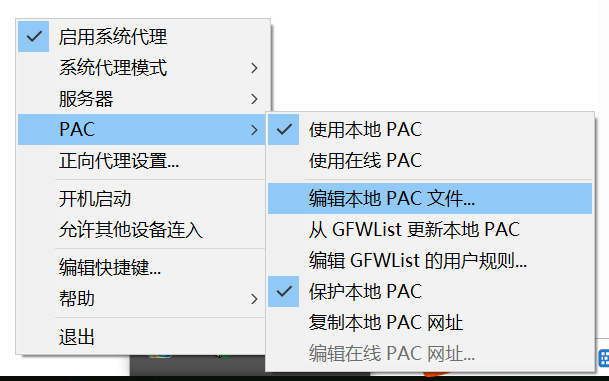 启用系统代理
系统代理模式
服务器
PAC
正向代理设置...
开机启动
允许其他设备连入
编辑快捷键...
帮助
退出
使用本地 PAC
使用在线 PAC
编辑本地 PAC 文件...
从 GFWList 更新本地 PAC
编辑 GFWList 的用户规则...
保护本地 PAC
复制本地 PAC 网址
编辑在线 PAC 网址...